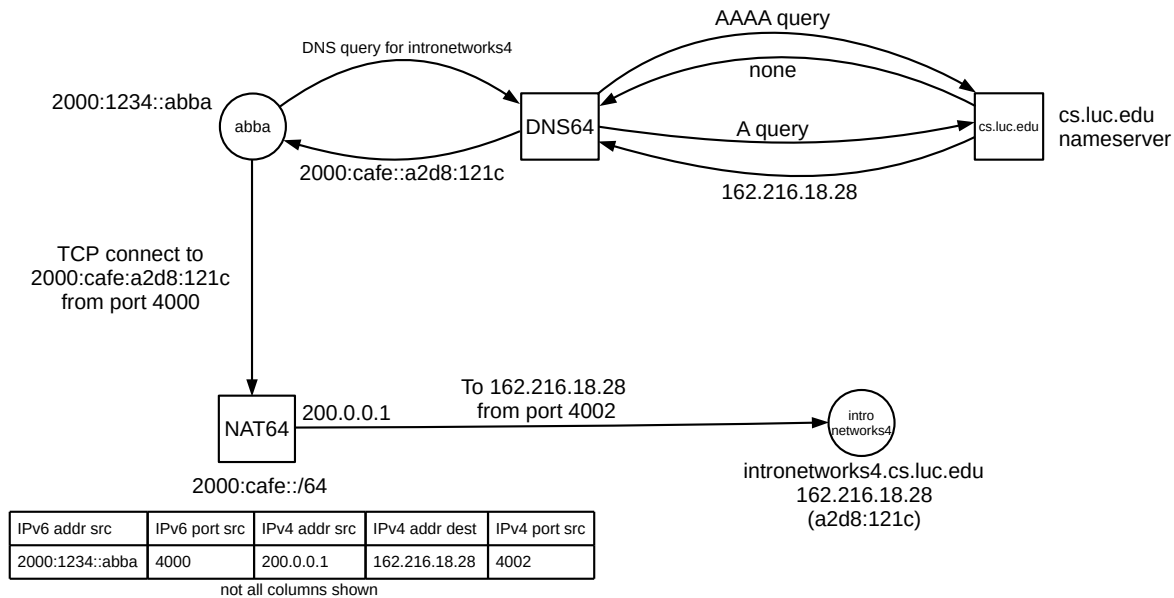 AAAA query
DNS query for intronetworks4
none
2000:1234::abba
abba
DNS64
A query
cs.luc.edu
cs.luc.edu
nameserver
2000:cafe::a2d8:121c
162.216.18.28
TCP connect to
2000:cafe:a2d8:121c
from port 4000
To 162.216.18.28
from port 4002
200.0.0.1
NAT64
intro
networks4
2000:cafe::/64
intronetworks4.cs.luc.edu
162.216.18.28
(a2d8:121c)
IPv6 addr src IPv6 port src IPv4 addr src IPv4 addr dest IPv4 port src
2000:1234::abba 4000 200.0.0.1 162.216.18.28 4002
not all columns shown